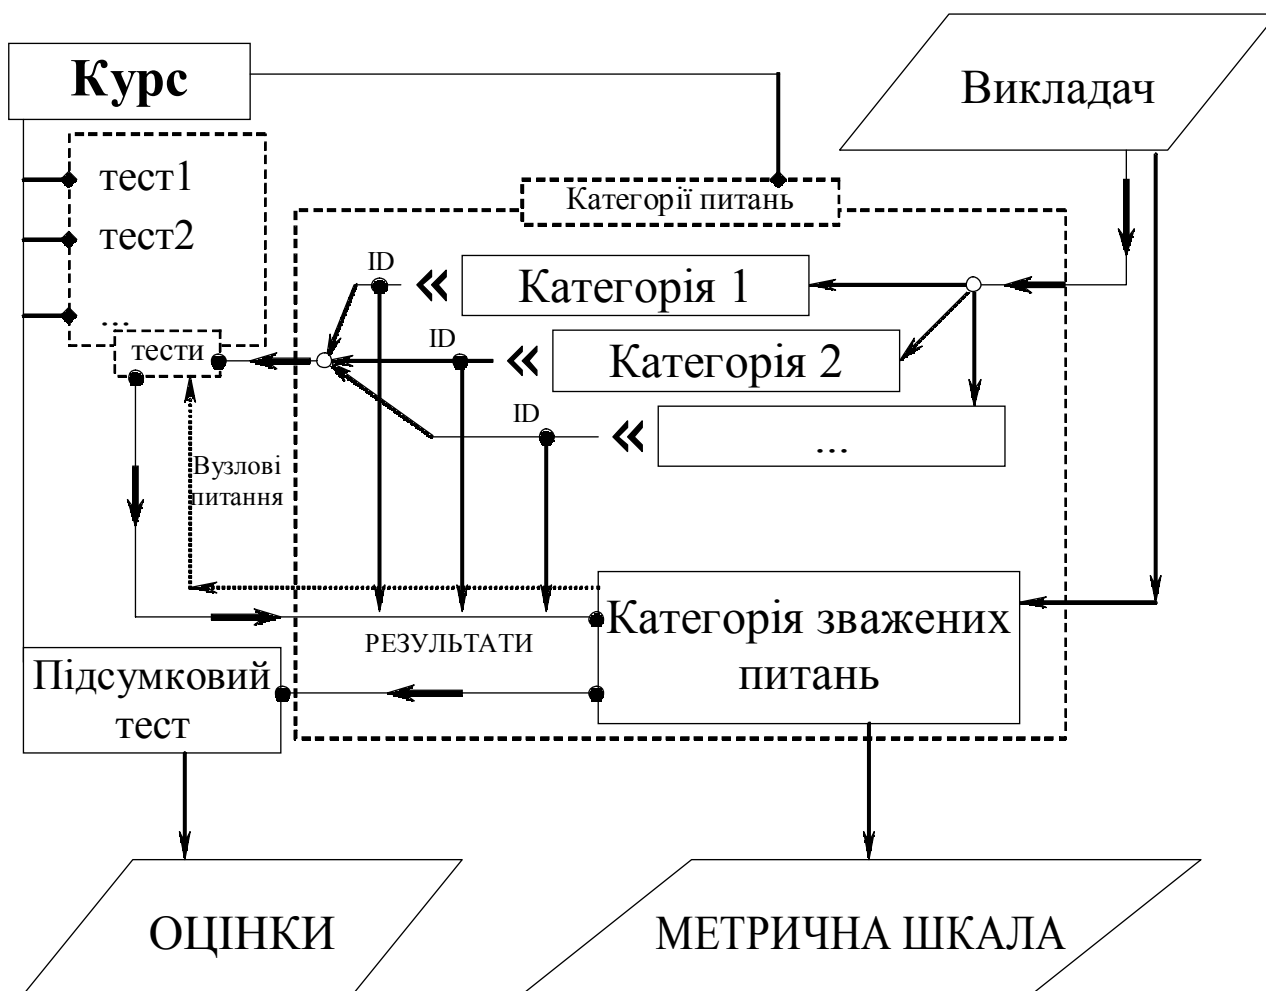 Курс
Викладач
тест1
тест2
...
тести
Категорії питань
ID
«
Категорія 1
ID
«
Категорія 2
ID
«
...
Вузлові
питання
РЕЗУЛЬТАТИ
Категорія зважених
питань
Підсумковий
тест
ОЦІНКИ
МЕТРИЧНА ШКАЛА